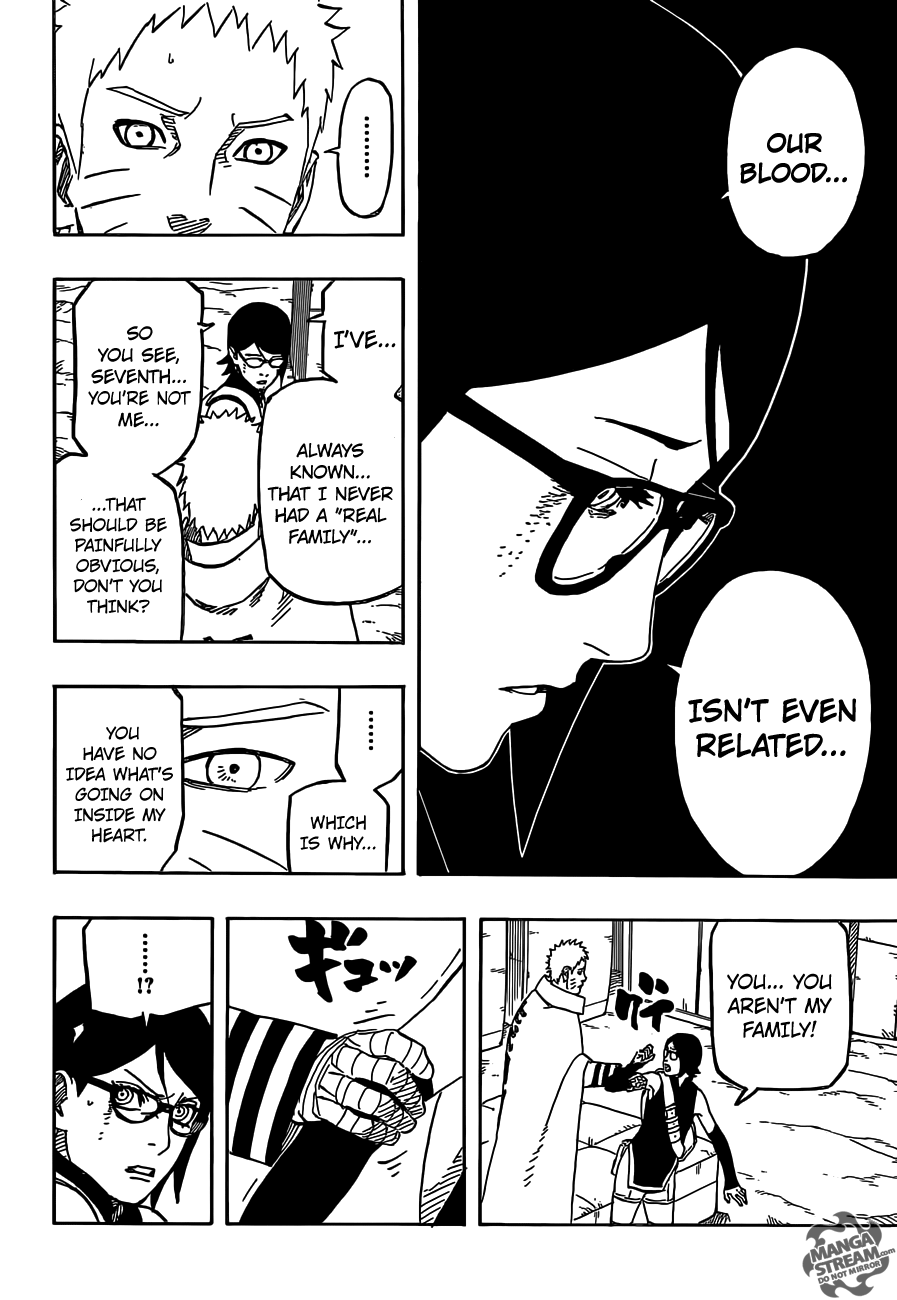 OUR
BLOOD...
ISN'T EVEN
RELATED...
.........
I'VE...
ALWAYS
KNOWN...
THAT I NEVER
HAD A "REAL
FAMILY"...
SO
YOU SEE,
SEVENTH...
YOU'RE NOT
ME...
...THAT
SHOULD BE
PAINFULLY
OBVIOUS,
DON'T YOU
THINK?
......
WHICH
IS WHY...
YOU
HAVE NO
IDEA WHAT'S
GOING ON
INSIDE MY
HEART.
YOU... YOU
AREN'T MY
FAMILY!
グイ
ギュッ
......
!?
MANGA
STREAM.com
DO NOT MIRROR